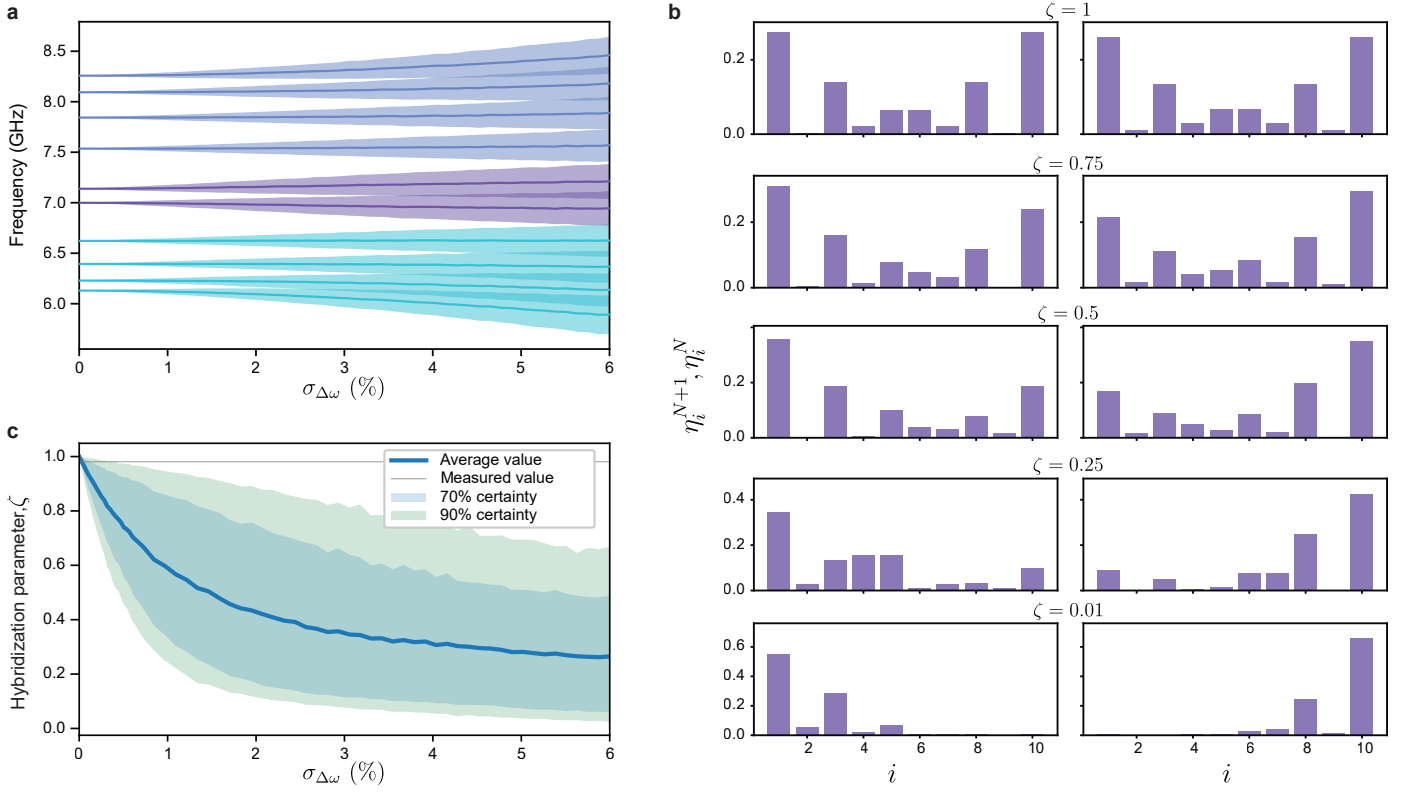 a
8.5
8.0
7.5
7.0
6.5
6.0
Frequency (GHz)
0 1 2 3 4 5 6
σ_Δω (%)
b
ζ = 1
0.2
0.0
ζ = 0.75
0.2
0.0
ζ = 0.5
0.2
0.0
ζ = 0.25
0.4
0.2
0.0
ζ = 0.01
0.6
0.4
0.2
0.0
η_i^{N+1}, η_i^N
2 4 6 8 10
2 4 6 8 10
i
i
c
1.0
0.8
0.6
0.4
0.2
0.0
Hybridization parameter,ζ
Average value
Measured value
70% certainty
90% certainty
0 1 2 3 4 5 6
σ_Δω (%)